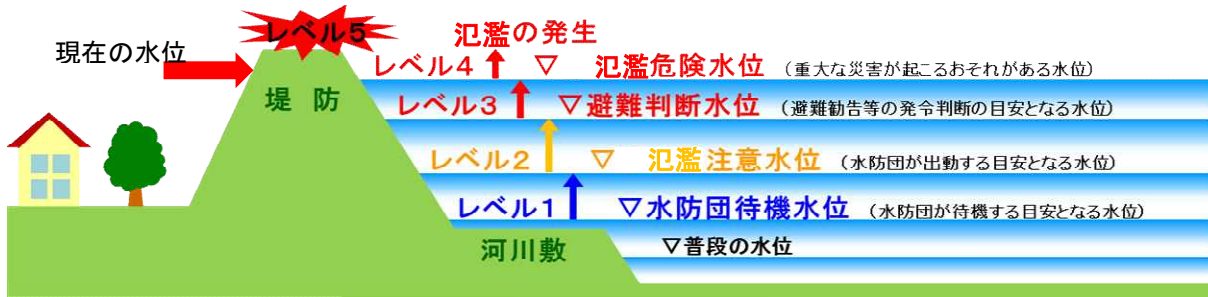 レベル5
氾濫の発生
現在の水位
レベル4 ▽ 氾濫危険水位 (重大な災害が起こるおそれがある水位)
堤防
レベル3 ▽避難判断水位 (避難勧告等の発令判断の目安となる水位)
レベル2 ▽ 氾濫注意水位 (水防団が出動する目安となる水位)
レベル1 ▽水防団待機水位 (水防団が待機する目安となる水位)
河川敷
▽普段の水位